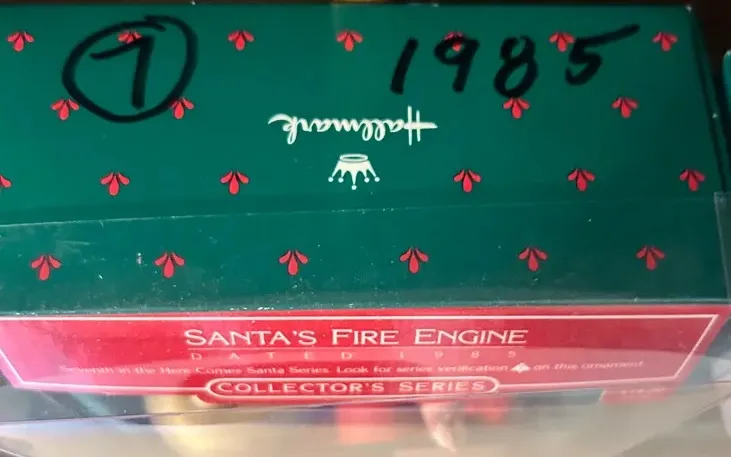 7 1985
Hallmark
SANTA'S FIRE ENGINE
DATED 1985
Seventh in the Here Comes Santa Series. Look for series verification on this ornament
COLLECTOR'S SERIES